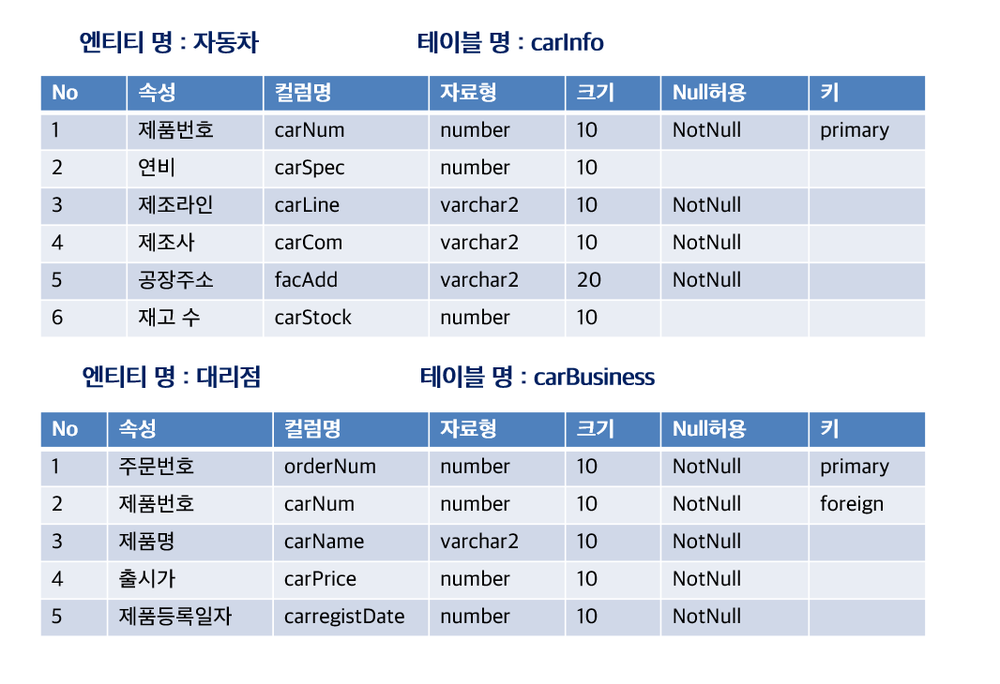 엔티티 명 : 자동차 테이블 명 : carInfo
No 속성 컬럼명 자료형 크기 Null허용 키
1 제품번호 carNum number 10 NotNull primary
2 연비 carSpec number 10
3 제조라인 carLine varchar2 10 NotNull
4 제조사 carCom varchar2 10 NotNull
5 공장주소 facAdd varchar2 20 NotNull
6 재고 수 carStock number 10
엔티티 명 : 대리점 테이블 명 : carBusiness
No 속성 컬럼명 자료형 크기 Null허용 키
1 주문번호 orderNum number 10 NotNull primary
2 제품번호 carNum number 10 NotNull foreign
3 제품명 carName varchar2 10 NotNull
4 출시가 carPrice number 10 NotNull
5 제품등록일자 carregistDate number 10 NotNull